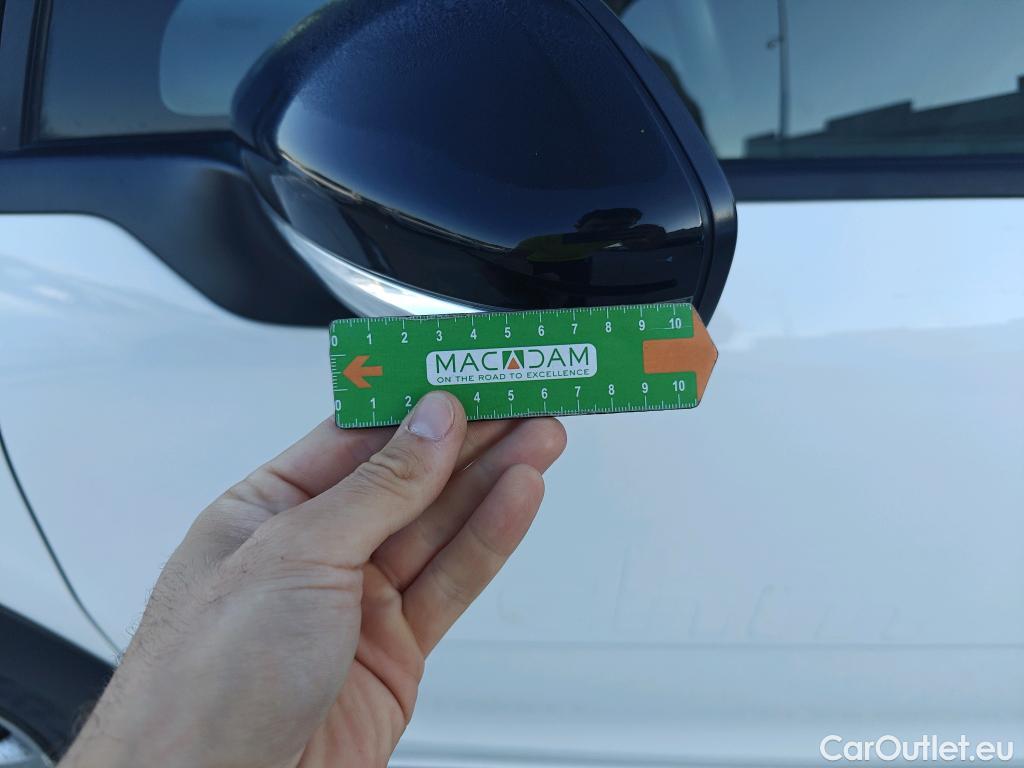 0 1 2 3 4 5 6 7 8 9 10
MACADAM
ON THE ROAD TO EXCELLENCE
0 1 2 4 5 6 7 8 9 10
CarOutlet.eu